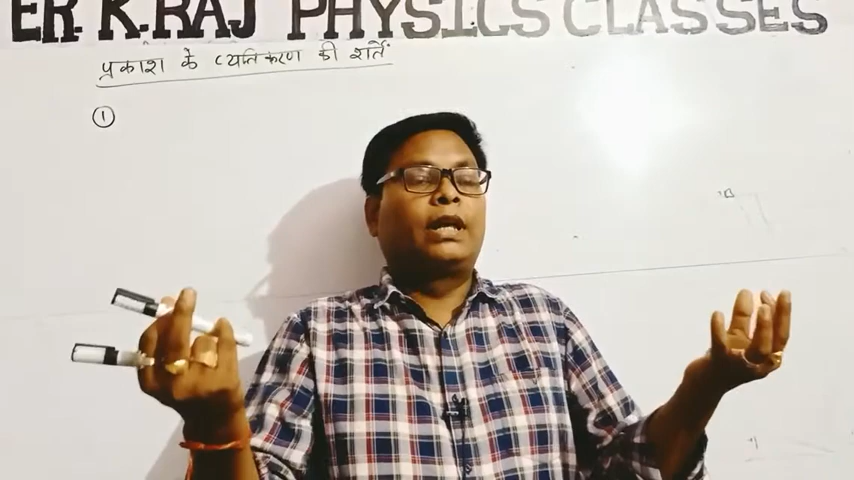 ER. K.RAJ PHYSICS CLASSES
प्रकाश के व्यतिकरण की शर्तें
1